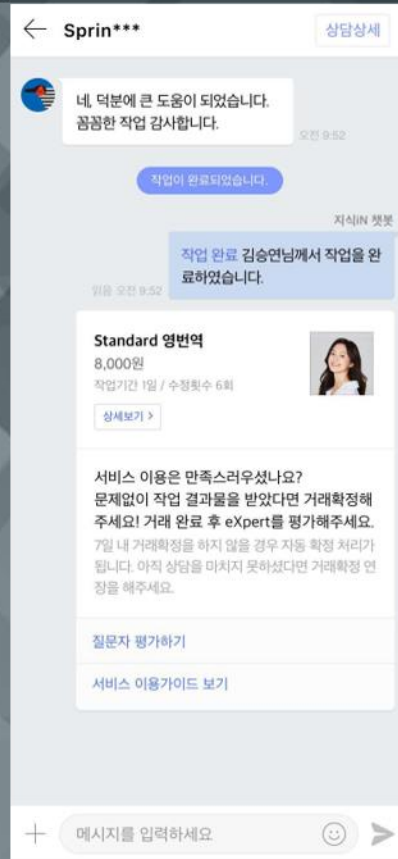 Sprin***
상담상세
네, 덕분에 큰 도움이 되었습니다.
꼼꼼한 작업 감사합니다.
오전 9:52
작업이 완료되었습니다.
지식iN 챗봇
작업 완료 김승연님께서 작업을 완
료하였습니다.
읽음 오전 9:52
Standard 영번역
8,000원
작업기간 1일 / 수정횟수 6회
상세보기 >
서비스 이용은 만족스러우셨나요?
문제없이 작업 결과물을 받았다면 거래확정해
주세요! 거래 완료 후 eXpert를 평가해주세요.
7일 내 거래확정을 하지 않을 경우 자동 확정 처리가
됩니다. 아직 상담을 마치지 못하셨다면 거래확정 연
장을 해주세요.
질문자 평가하기
서비스 이용가이드 보기
메시지를 입력하세요